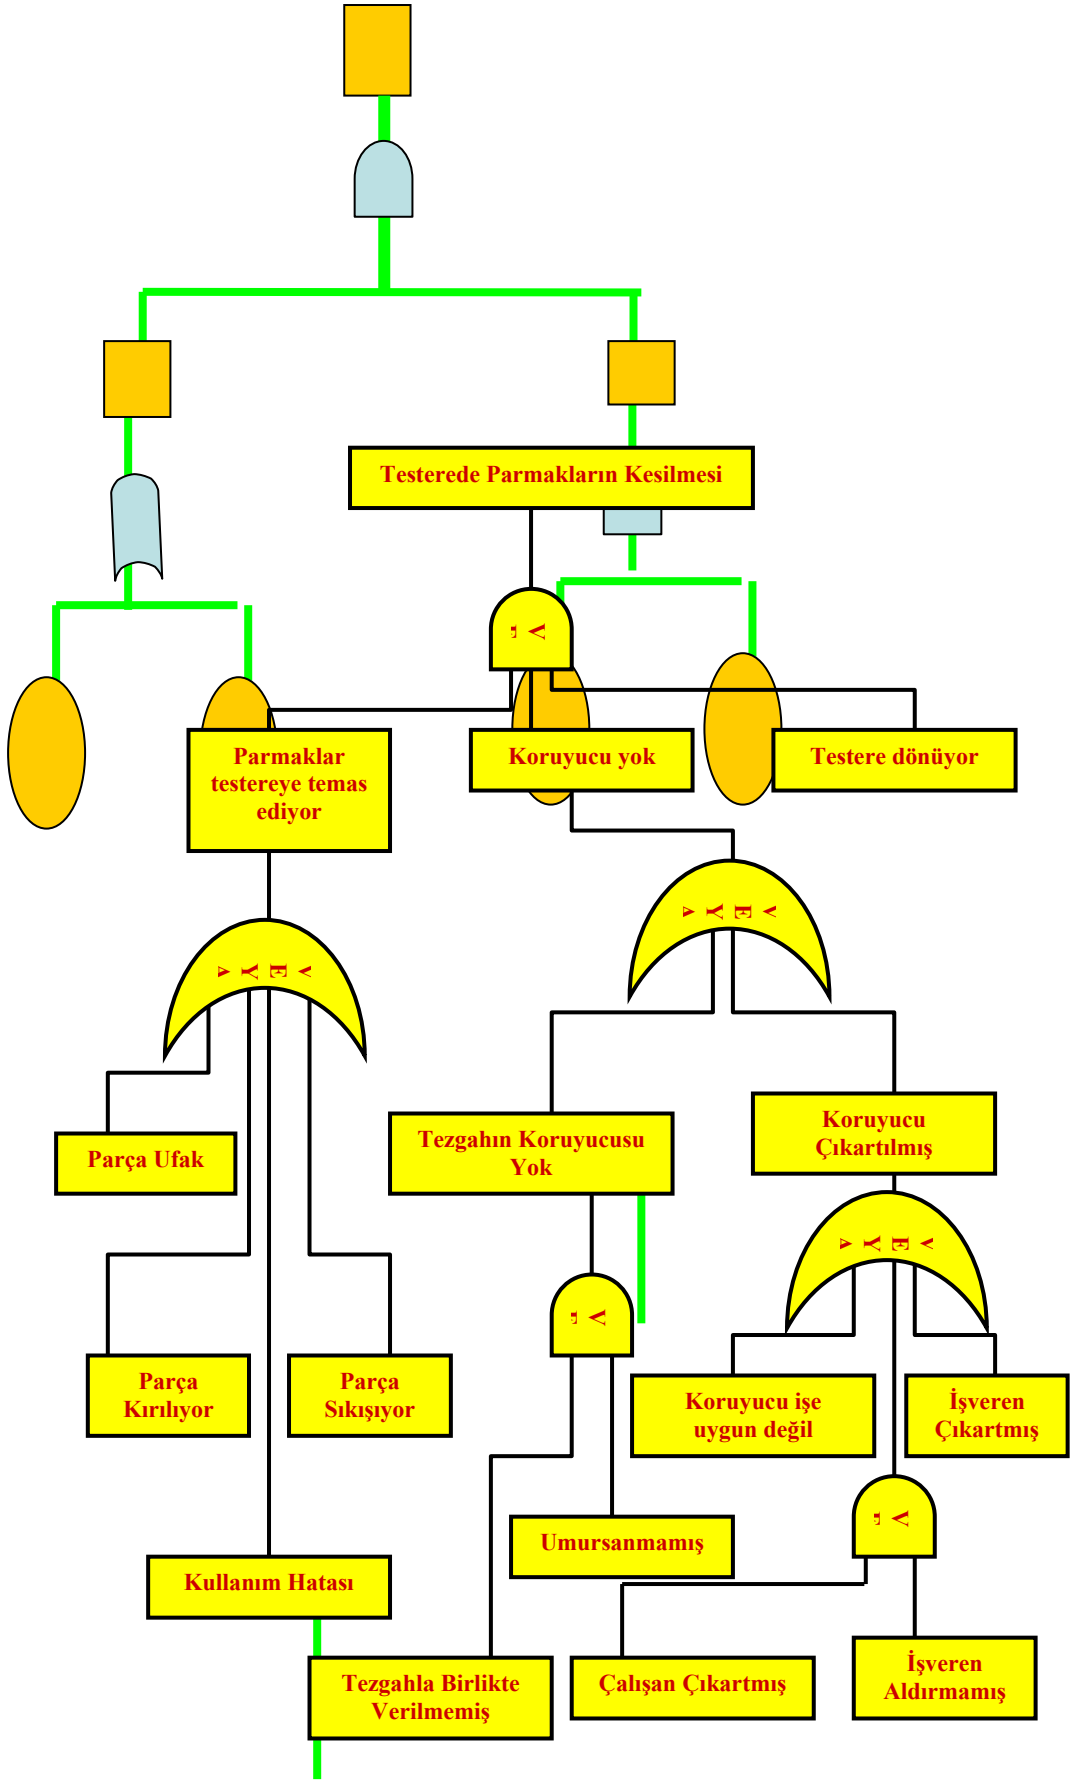 Testerede Parmakların Kesilmesi
V
Parmaklar
testereye temas
ediyor
Koruyucu yok
Testere dönüyor
V
E
Y
A
V
E
Y
A
Parça Ufak
Tezgahın Koruyucusu
Yok
Koruyucu
Çıkartılmış
V
E
Y
A
V
Parça
Kırılıyor
Parça
Sıkışıyor
Koruyucu işe
uygun değil
İşveren
Çıkartmış
V
Umursanmamış
Kullanım Hatası
Tezgahla Birlikte
Verilmemiş
Çalışan Çıkartmış
İşveren
Aldırmamış